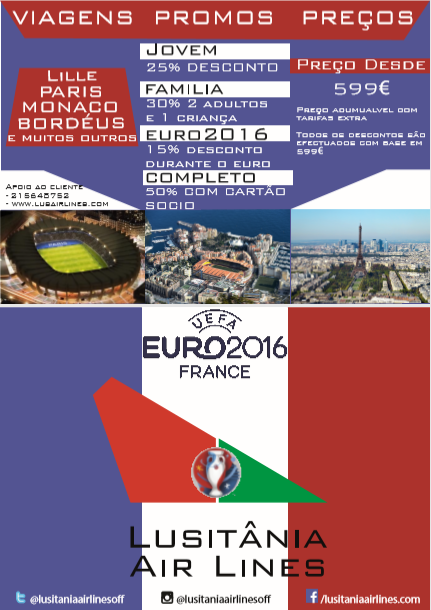 VIAGENS PROMOS PREÇOS
LILLE
PARIS
MONACO
BORDÉUS
E MUITOS OUTROS
APOIO AO CLIENTE
- 215648752
- WWW.LUSAIRLINES.COM
JOVEM
25% DESCONTO
FAMILIA
30% 2 ADULTOS
E 1 CRIANÇA
EURO2016
15% DESCONTO
DURANTE O EURO
COMPLETO
50% COM CARTÃO
SOCIO
PREÇO DESDE
599€
PREÇO ADUMUALVEL COM
TARIFAS EXTRA
TODOS OS DESCONTOS SÃO
EFECTUADOS COM BASE EM
599€
UEFA
EURO2016
FRANCE
LUSITÂNIA
AIR LINES
@lusitaniaairlinesoff @lusitaniaairlinesoff /lusitaniaairlines.com